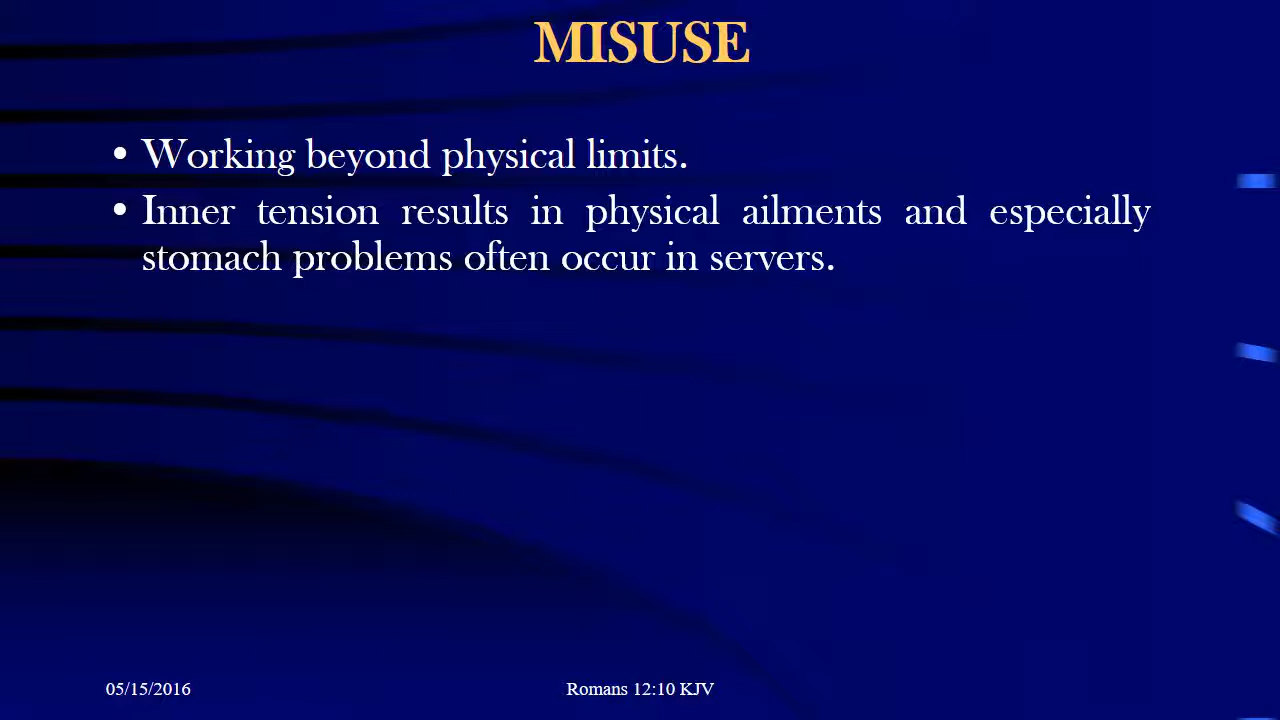 MISUSE
• Working beyond physical limits.
• Inner tension results in physical ailments and especially
stomach problems often occur in servers.
05/15/2016
Romans 12:10 KJV